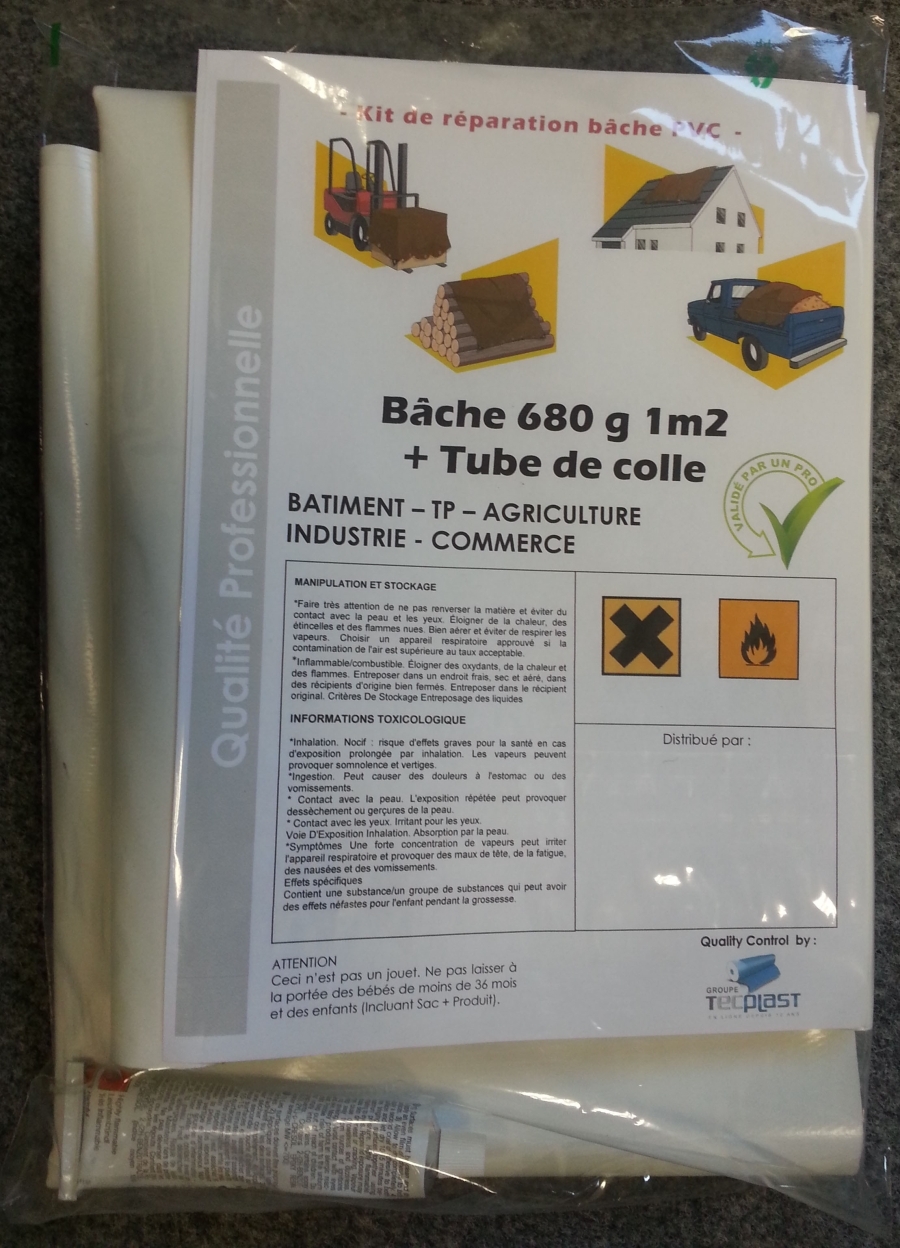 - Kit de réparation bâche PVC -
Qualité Professionnelle
Bâche 680 g 1m2
+ Tube de colle
VALIDÉ PAR UN PRO
BATIMENT – TP – AGRICULTURE
INDUSTRIE - COMMERCE
MANIPULATION ET STOCKAGE
*Faire très attention de ne pas renverser la matière et éviter du
contact avec la peau et les yeux. Éloigner de la chaleur, des
étincelles et des flammes nues. Bien aérer et éviter de respirer les
vapeurs. Choisir un appareil respiratoire approuvé si la
contamination de l'air est supérieure au taux acceptable.
*Inflammable/combustible. Éloigner des oxydants, de la chaleur et
des flammes. Entreposer dans un endroit frais, sec et aéré, dans
des récipients d'origine bien fermés. Entreposer dans le récipient
original. Critères De Stockage Entreposage des liquides
INFORMATIONS TOXICOLOGIQUE
*Inhalation. Nocif : risque d'effets graves pour la santé en cas
d'exposition prolongée par inhalation. Les vapeurs peuvent
provoquer somnolence et vertiges.
*Ingestion. Peut causer des douleurs à l'estomac ou des
vomissements.
* Contact avec la peau. L'exposition répétée peut provoquer
dessèchement ou gerçures de la peau.
* Contact avec les yeux. Irritant pour les yeux.
Voie D'Exposition Inhalation. Absorption par la peau.
*Symptômes Une forte concentration de vapeurs peut irriter
l'appareil respiratoire et provoquer des maux de tête, de la fatigue,
des nausées et des vomissements.
Effets spécifiques
Contient une substance/un groupe de substances qui peut avoir
des effets néfastes pour l'enfant pendant la grossesse.
Distribué par :
Quality Control by :
GROUPE
TECPLAST
ATTENTION
Ceci n'est pas un jouet. Ne pas laisser à
la portée des bébés de moins de 36 mois
et des enfants (Incluant Sac + Produit).